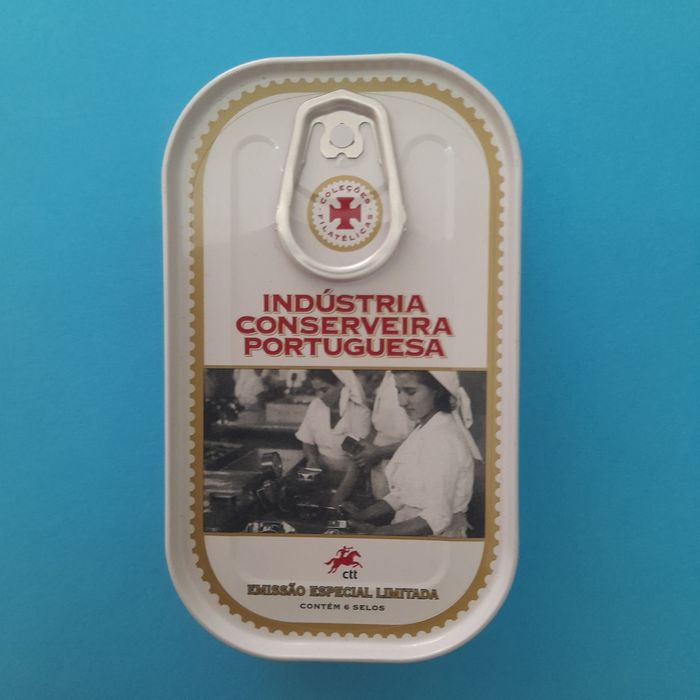 COLEÇÕES
FILATÉLICAS
INDÚSTRIA
CONSERVEIRA
PORTUGUESA
ctt
EMISSÃO ESPECIAL LIMITADA
CONTÉM 6 SELOS